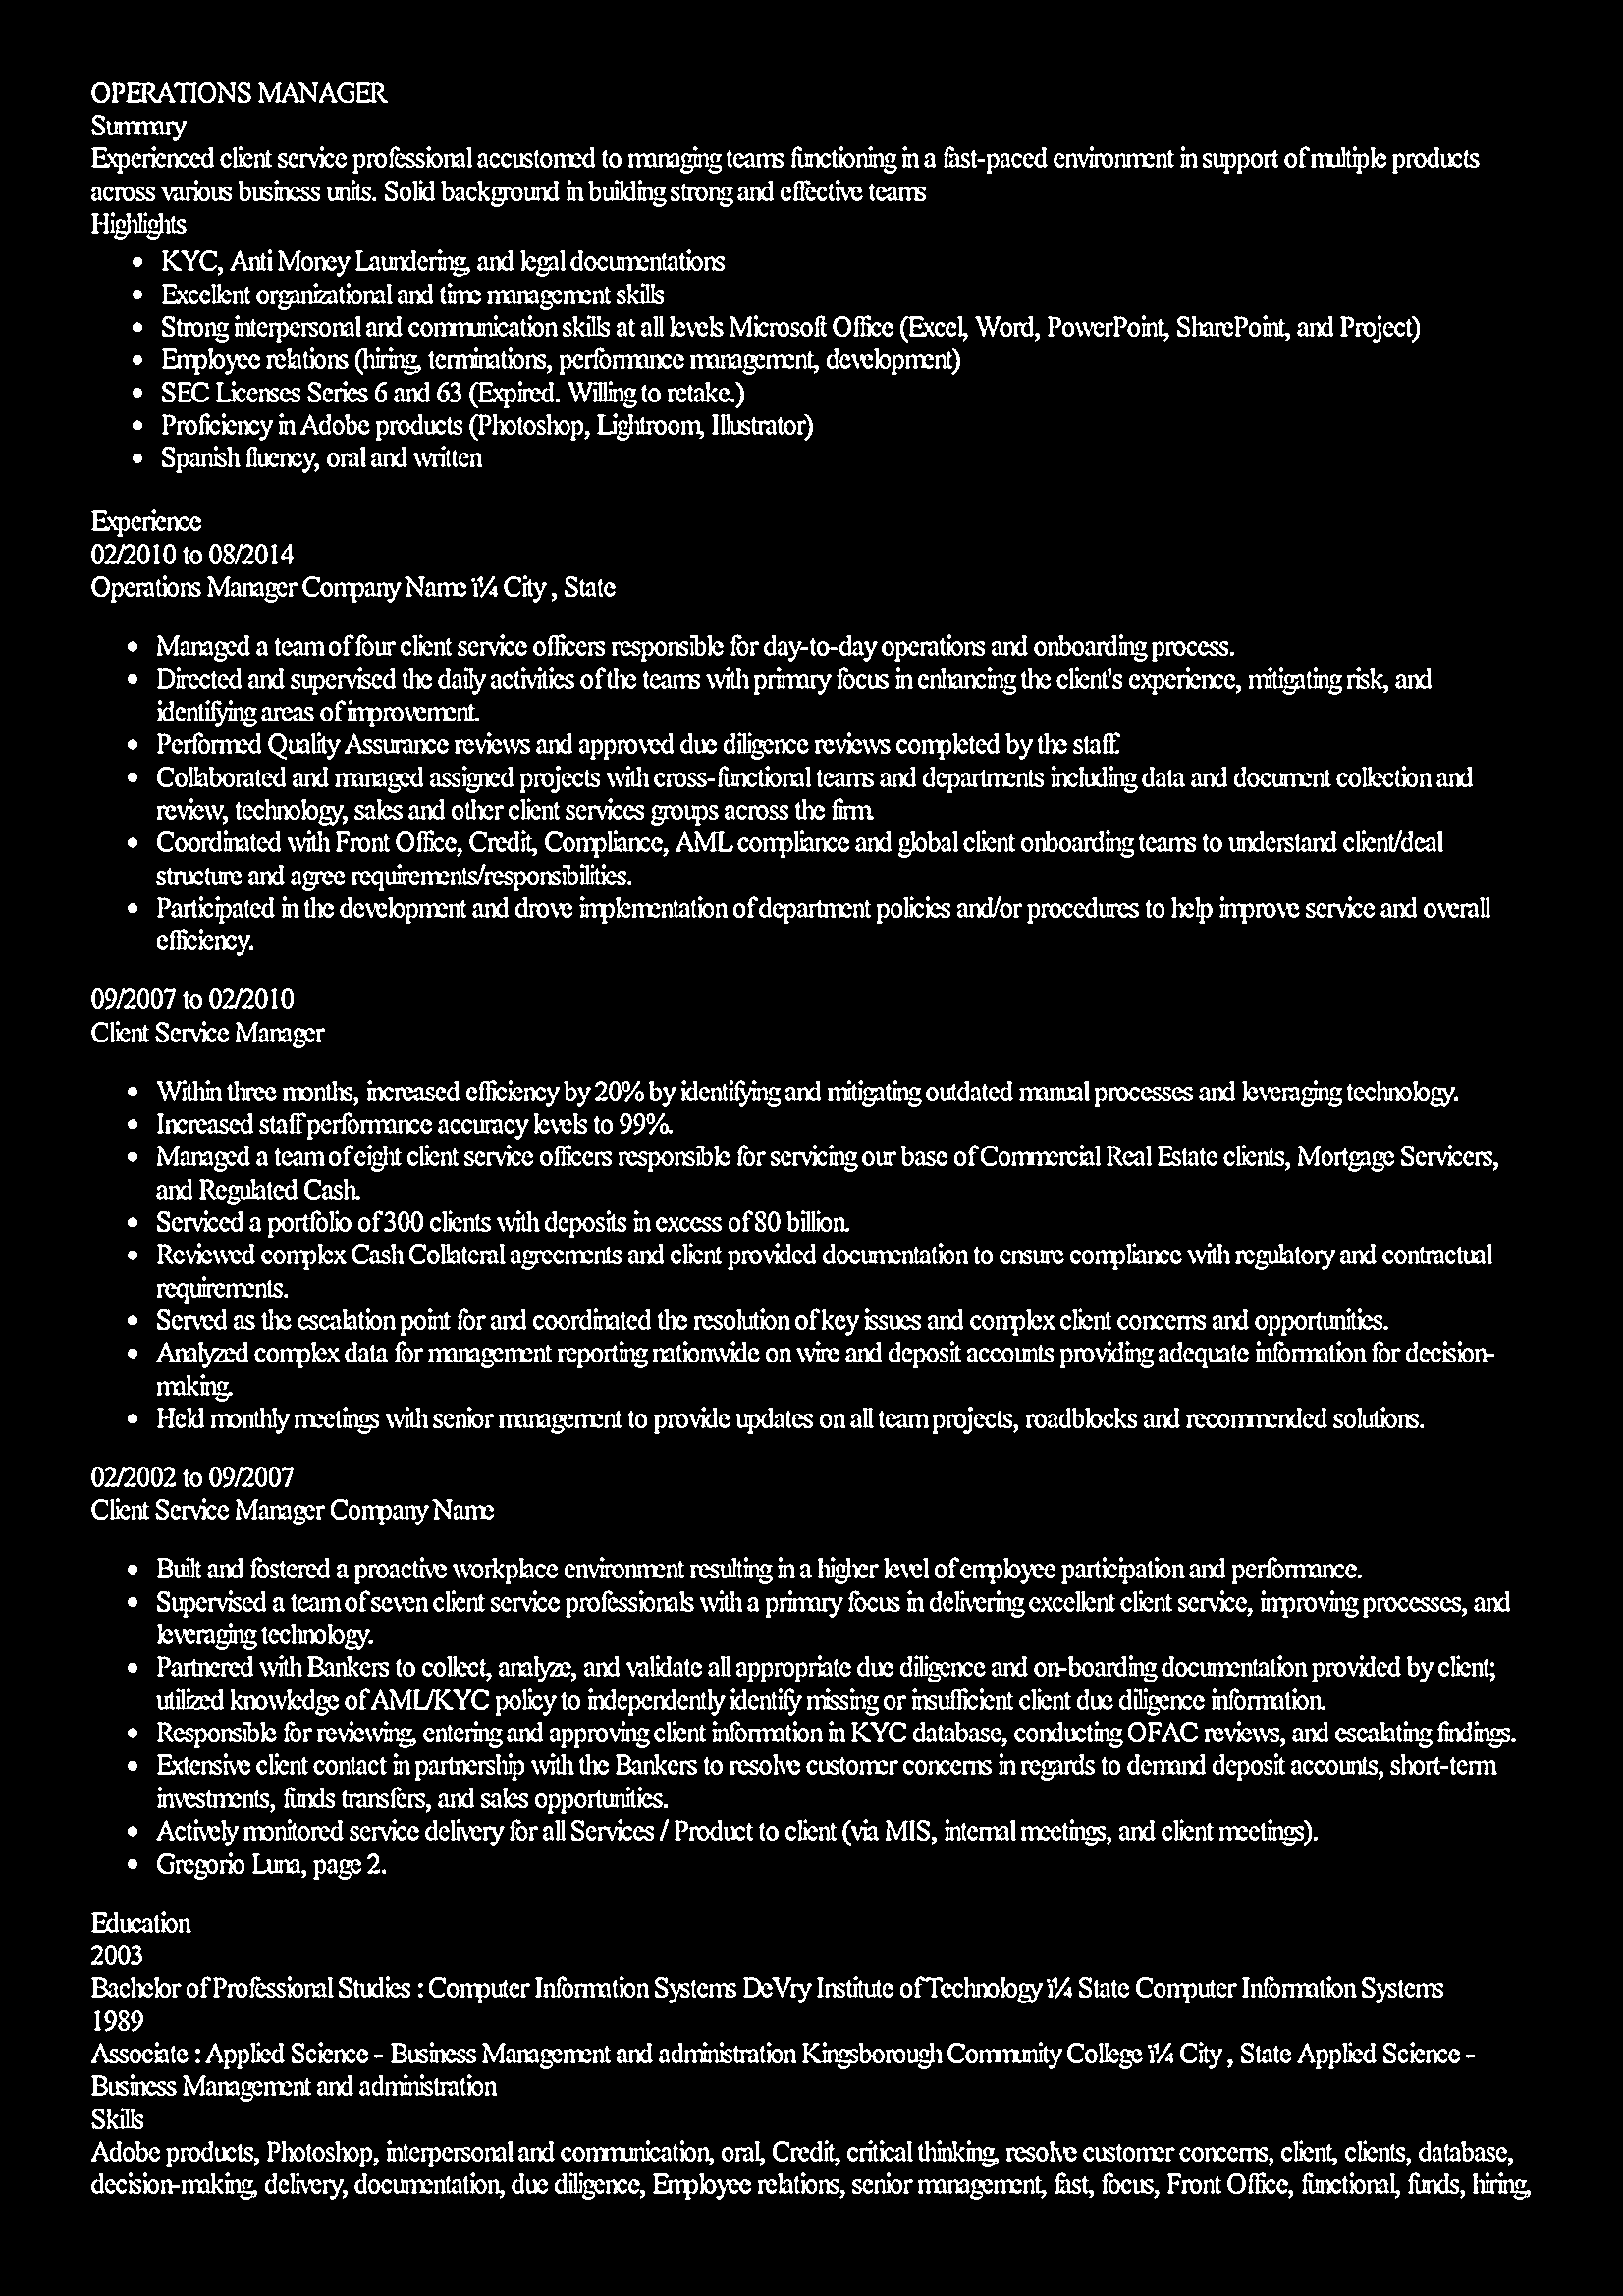 OPERATIONS MANAGER
Summary
Experienced client service professional accustomed to managing teams functioning in a fast-paced environment in support of multiple products
across various business units. Solid background in building strong and effective teams
Highlights
• KYC, Anti Money Laundering, and legal documentations
• Excellent organizational and time management skills
• Strong interpersonal and communication skills at all levels Microsoft Office (Excel, Word, PowerPoint, SharePoint, and Project)
• Employee relations (hiring, terminations, performance management, development)
• SEC Licenses Series 6 and 63 (Expired. Willing to retake.)
• Proficiency in Adobe products (Photoshop, Lightroom, Illustrator)
• Spanish fluency, oral and written
Experience
02/2010 to 08/2014
Operations Manager Company Name ï¼ City , State
• Managed a team of four client service officers responsible for day-to-day operations and onboarding process.
• Directed and supervised the daily activities of the teams with primary focus in enhancing the client's experience, mitigating risk, and
identifying areas of improvement.
• Performed Quality Assurance reviews and approved due diligence reviews completed by the staff.
• Collaborated and managed assigned projects with cross-functional teams and departments including data and document collection and
review, technology, sales and other client services groups across the firm.
• Coordinated with Front Office, Credit, Compliance, AML compliance and global client onboarding teams to understand client/deal
structure and agree requirements/responsibilities.
• Participated in the development and drove implementation of department policies and/or procedures to help improve service and overall
efficiency.
09/2007 to 02/2010
Client Service Manager
• Within three months, increased efficiency by 20% by identifying and mitigating outdated manual processes and leveraging technology.
• Increased staff performance accuracy levels to 99%.
• Managed a team of eight client service officers responsible for servicing our base of Commercial Real Estate clients, Mortgage Servicers,
and Regulated Cash.
• Serviced a portfolio of 300 clients with deposits in excess of 80 billion.
• Reviewed complex Cash Collateral agreements and client provided documentation to ensure compliance with regulatory and contractual
requirements.
• Served as the escalation point for and coordinated the resolution of key issues and complex client concerns and opportunities.
• Analyzed complex data for management reporting nationwide on wire and deposit accounts providing adequate information for decision-
making.
• Held monthly meetings with senior management to provide updates on all team projects, roadblocks and recommended solutions.
02/2002 to 09/2007
Client Service Manager Company Name
• Built and fostered a proactive workplace environment resulting in a higher level of employee participation and performance.
• Supervised a team of seven client service professionals with a primary focus in delivering excellent client service, improving processes, and
leveraging technology.
• Partnered with Bankers to collect, analyze, and validate all appropriate due diligence and on-boarding documentation provided by client;
utilized knowledge of AML/KYC policy to independently identify missing or insufficient client due diligence information.
• Responsible for reviewing, entering and approving client information in KYC database, conducting OFAC reviews, and escalating findings.
• Extensive client contact in partnership with the Bankers to resolve customer concerns in regards to demand deposit accounts, short-term
investments, funds transfers, and sales opportunities.
• Actively monitored service delivery for all Services / Product to client (via MIS, internal meetings, and client meetings).
• Gregorio Luna, page 2.
Education
2003
Bachelor of Professional Studies : Computer Information Systems DeVry Institute of Technology ï¼ State Computer Information Systems
1989
Associate : Applied Science - Business Management and administration Kingsborough Community College ï¼ City , State Applied Science -
Business Management and administration
Skills
Adobe products, Photoshop, interpersonal and communication, oral, Credit, critical thinking, resolve customer concerns, client, clients, database,
decision-making, delivery, documentation, due diligence, Employee relations, senior management, fast, focus, Front Office, functional, funds, hiring,